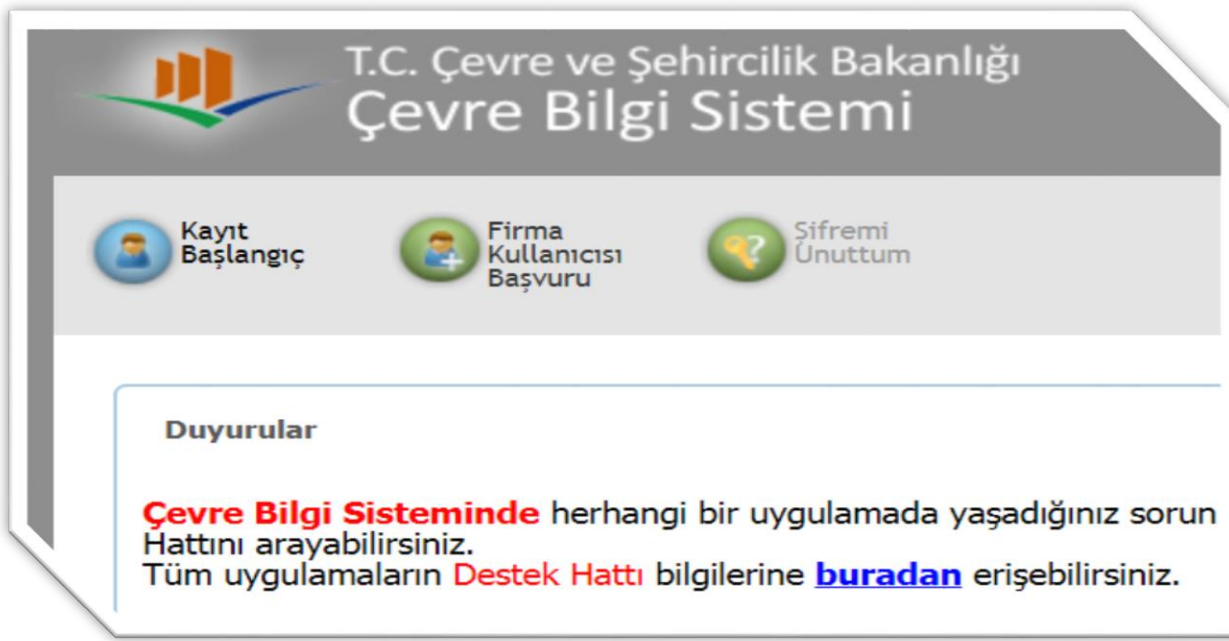 T.C. Çevre ve Şehircilik Bakanlığı
Çevre Bilgi Sistemi
Kayıt
Başlangıç
Firma
Kullanıcısı
Başvuru
Şifremi
Unuttum
Duyurular
Çevre Bilgi Sisteminde herhangi bir uygulamada yaşadığınız sorun
Hattını arayabilirsiniz.
Tüm uygulamaların Destek Hattı bilgilerine buradan erişebilirsiniz.